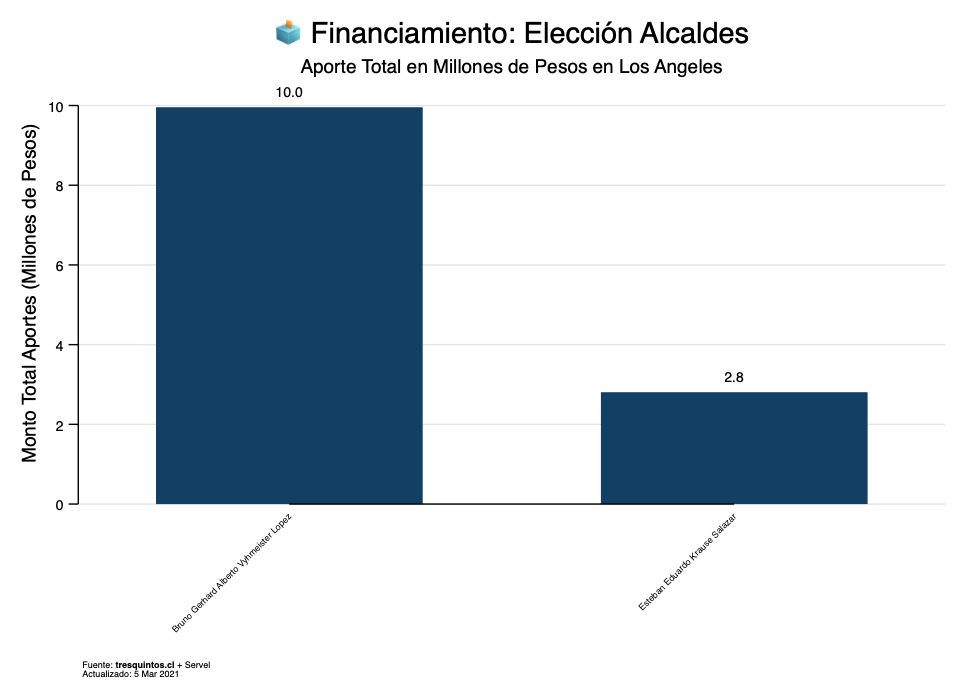 Financiamiento: Elección Alcaldes
Aporte Total en Millones de Pesos en Los Angeles
Monto Total Aportes (Millones de Pesos)
10
8
6
4
2
0
10.0
2.8
Bruno Gerhard Alberto Vyhmeister Lopez
Esteban Eduardo Krause Salazar
Fuente: tresquintos.cl + Servel
Actualizado: 5 Mar 2021